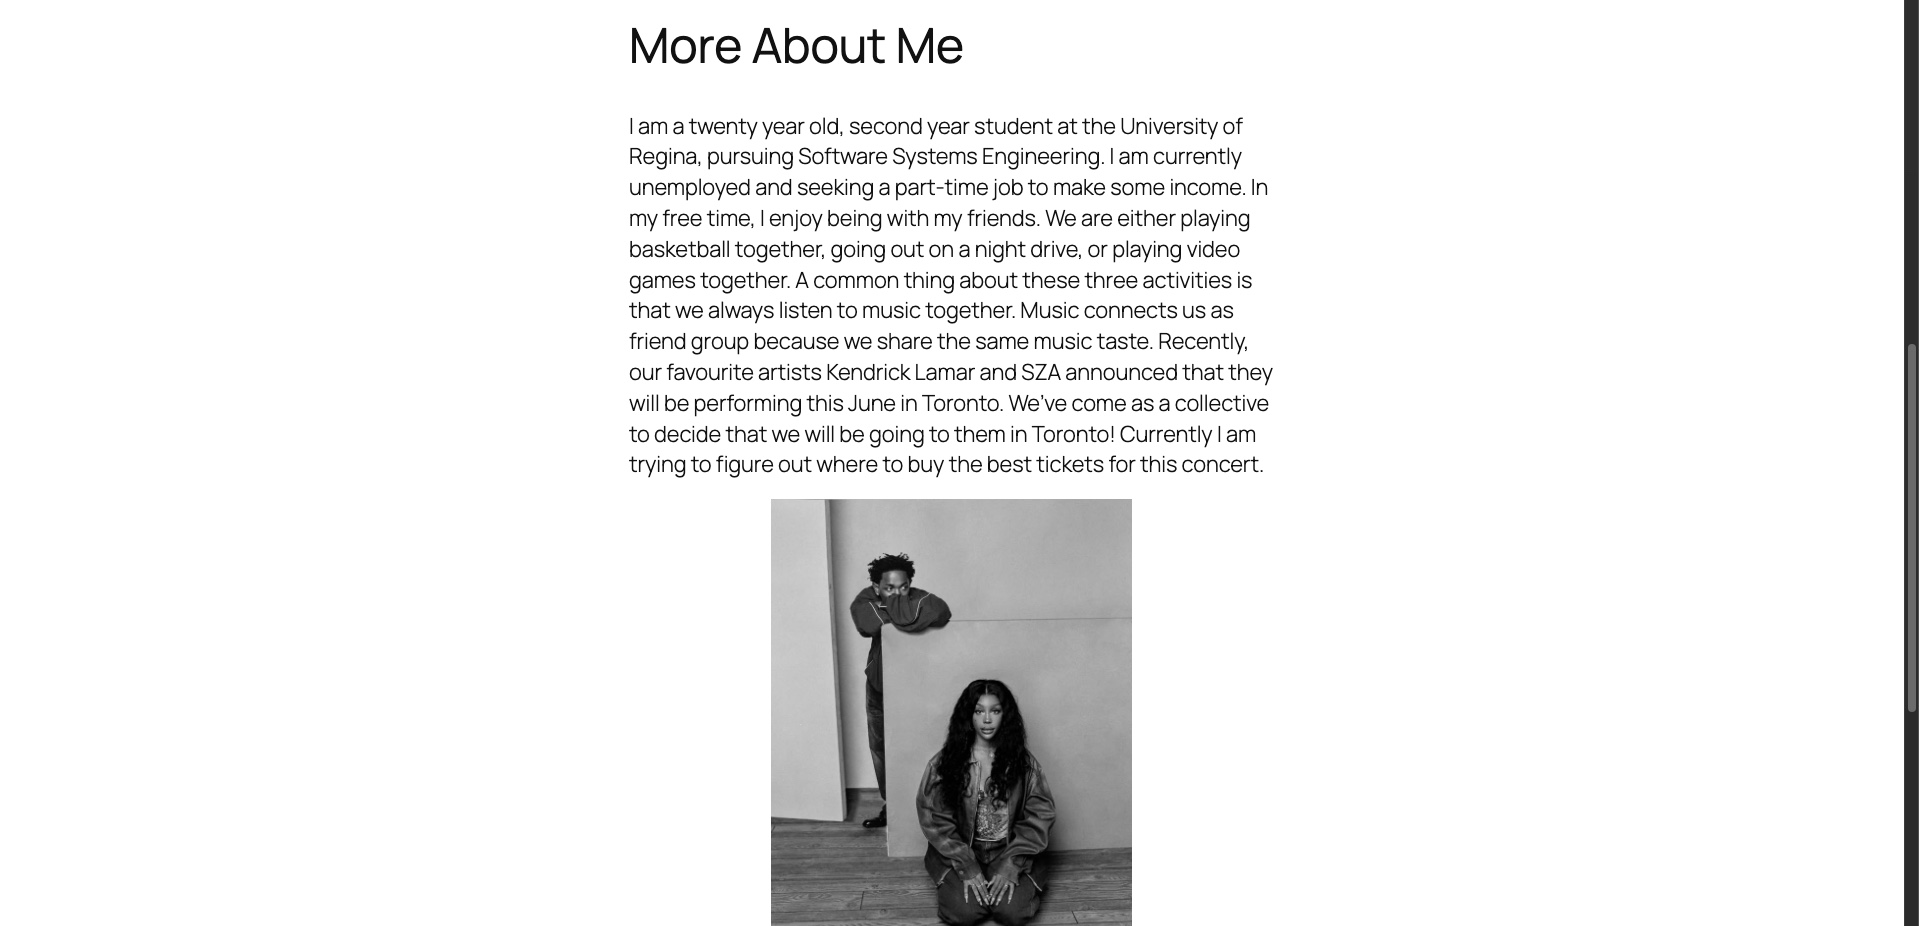 More About Me
I am a twenty year old, second year student at the University of
Regina, pursuing Software Systems Engineering. I am currently
unemployed and seeking a part-time job to make some income. In
my free time, I enjoy being with my friends. We are either playing
basketball together, going out on a night drive, or playing video
games together. A common thing about these three activities is
that we always listen to music together. Music connects us as
friend group because we share the same music taste. Recently,
our favourite artists Kendrick Lamar and SZA announced that they
will be performing this June in Toronto. We’ve come as a collective
to decide that we will be going to them in Toronto! Currently I am
trying to figure out where to buy the best tickets for this concert.